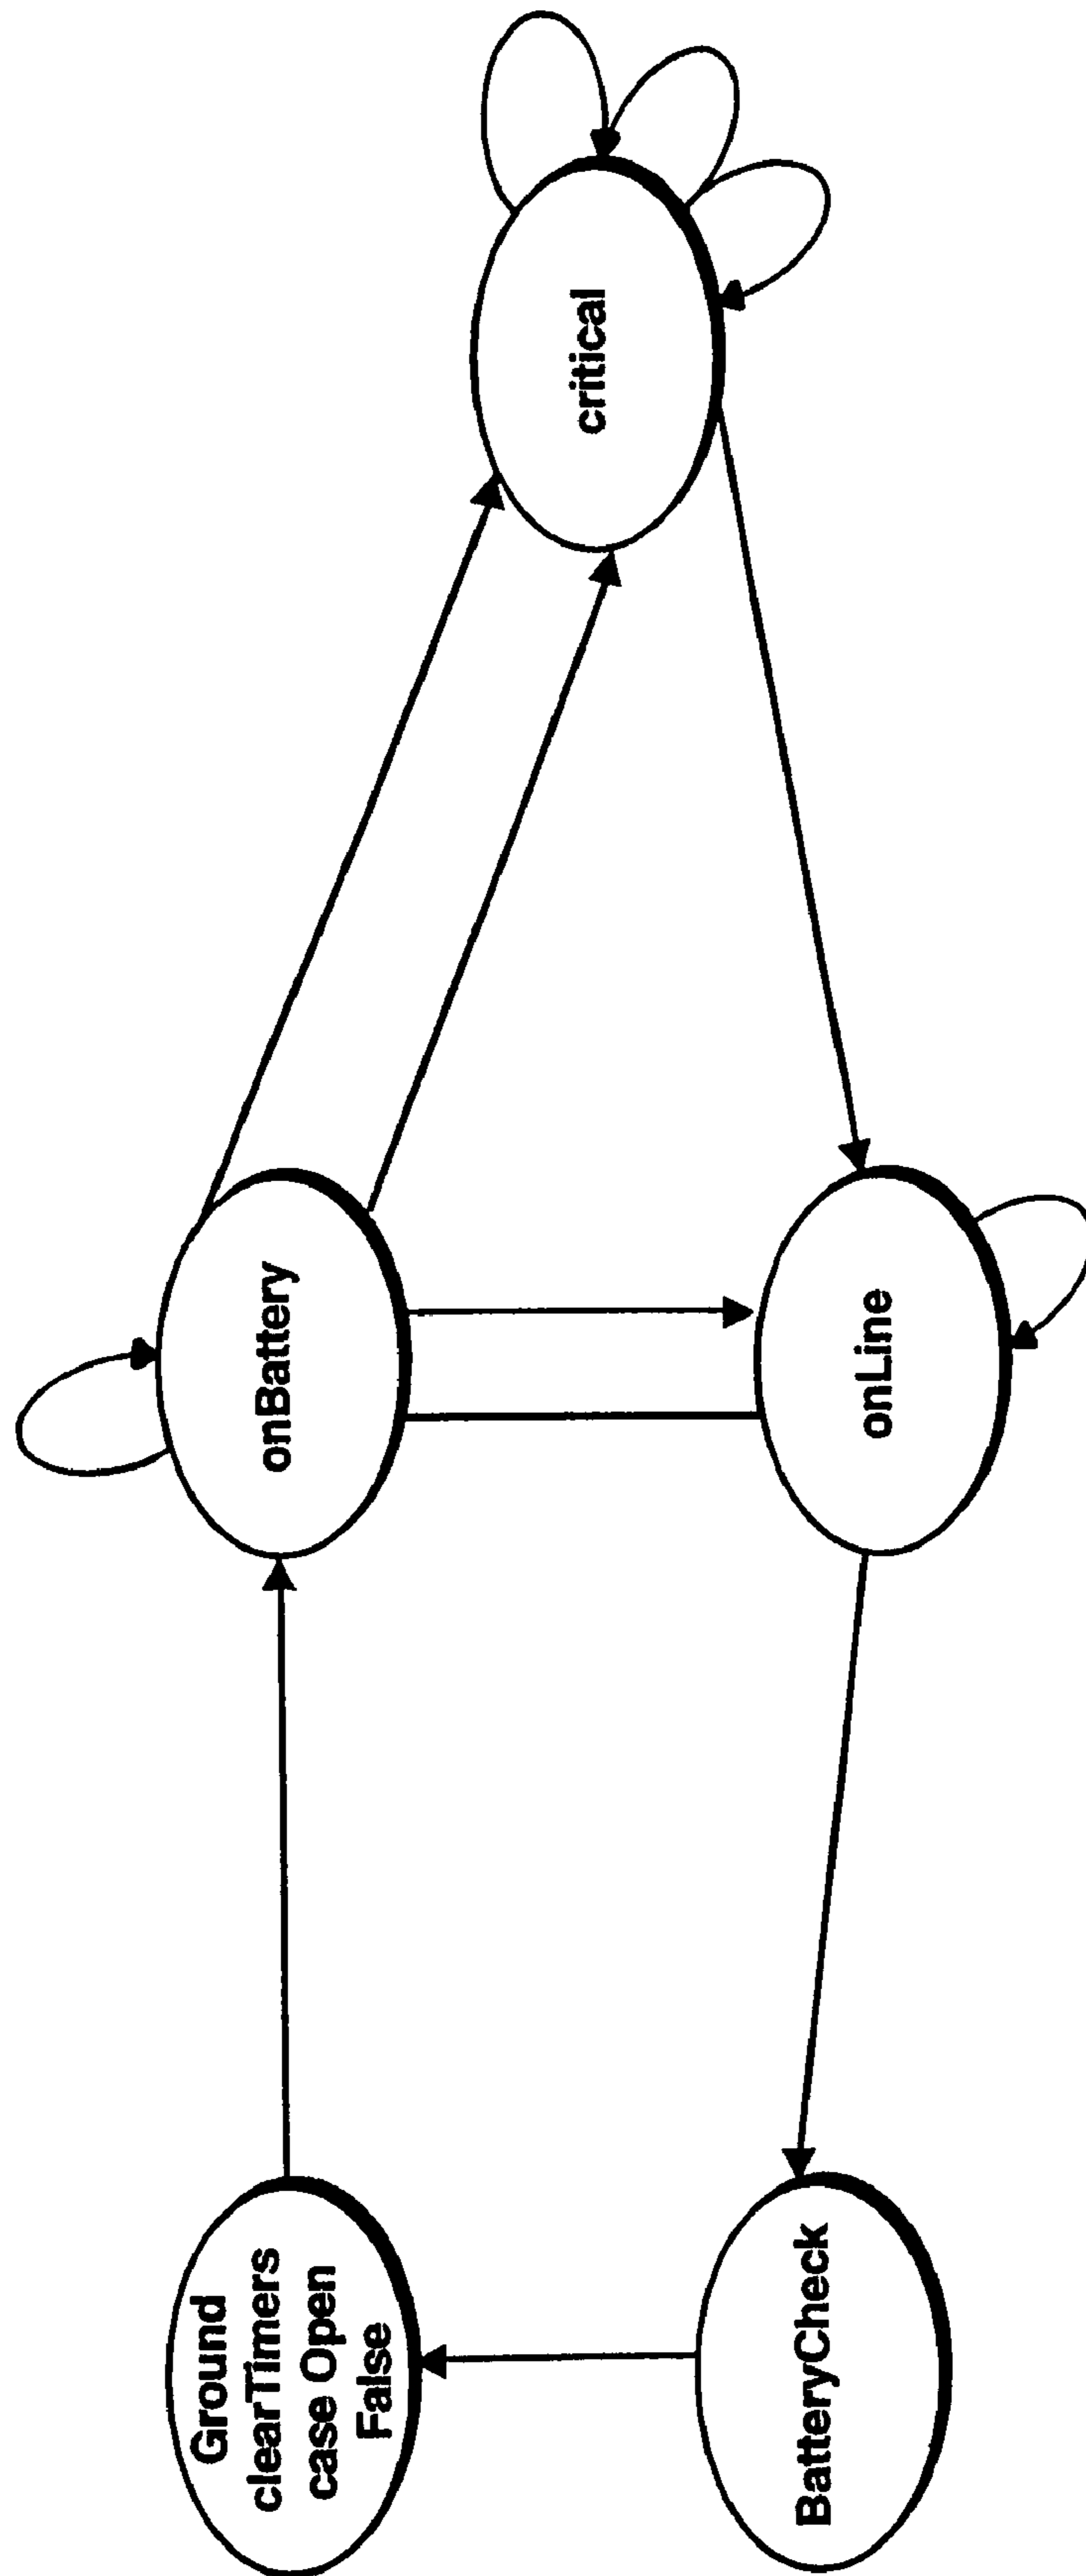 Ground
clearTimers
case Open
False
BatteryCheck
onBattery
onLine
critical